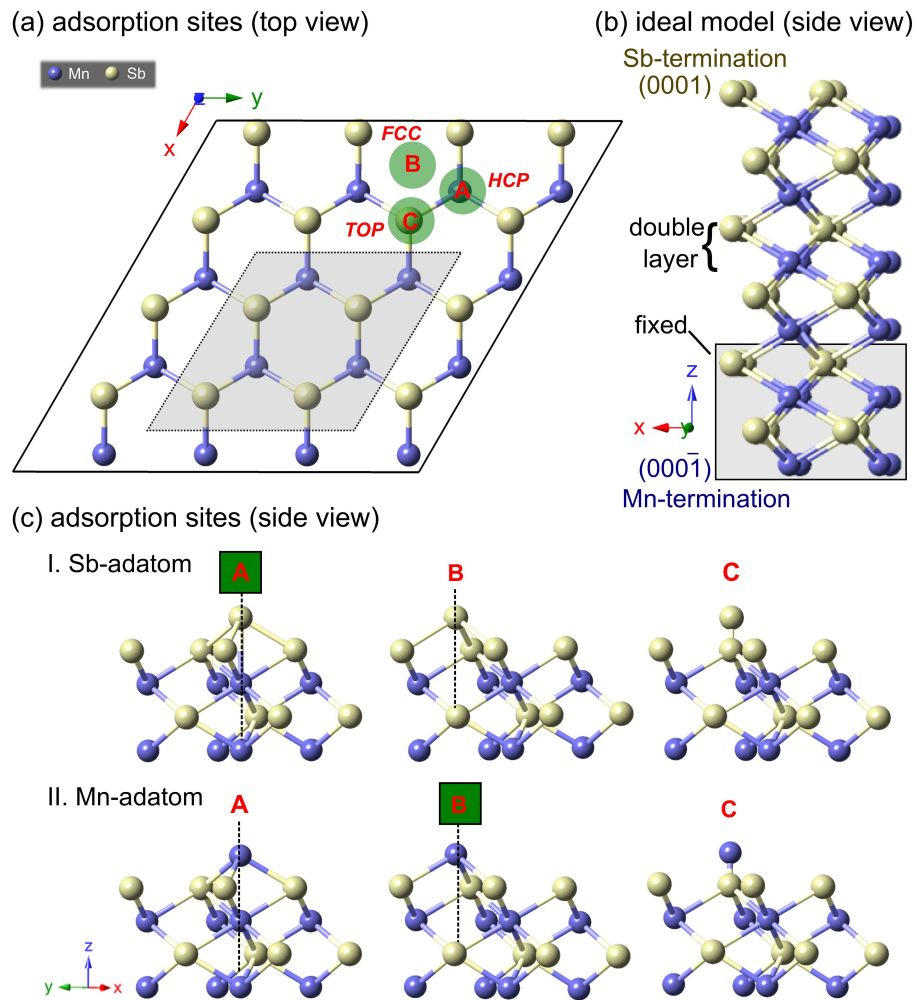 (a) adsorption sites (top view)
(b) ideal model (side view)
Mn Sb
z y
x
FCC
B
A HCP
TOP C
Sb-termination
(0001)
double
layer
fixed
z
x y
(0001̄)
Mn-termination
(c) adsorption sites (side view)
I. Sb-adatom
A B C
II. Mn-adatom
A B C
z
y x